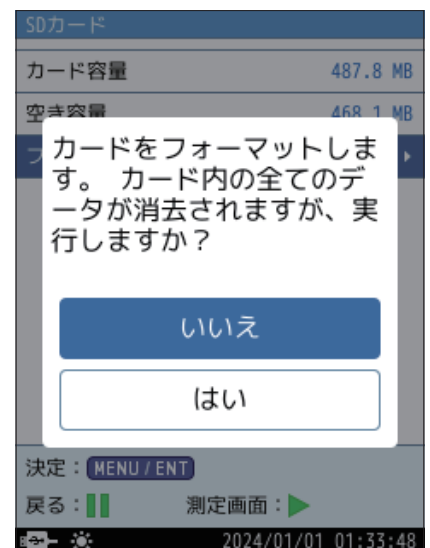 SDカード
カード容量 487.8 MB
空き容量 468.1 MB
フ
カードをフォーマットしま
す。 カード内の全てのデ
ータが消去されますが、実
行しますか？
いいえ
はい
決定：MENU / ENT
戻る： 測定画面：
2024/01/01 01:33:48